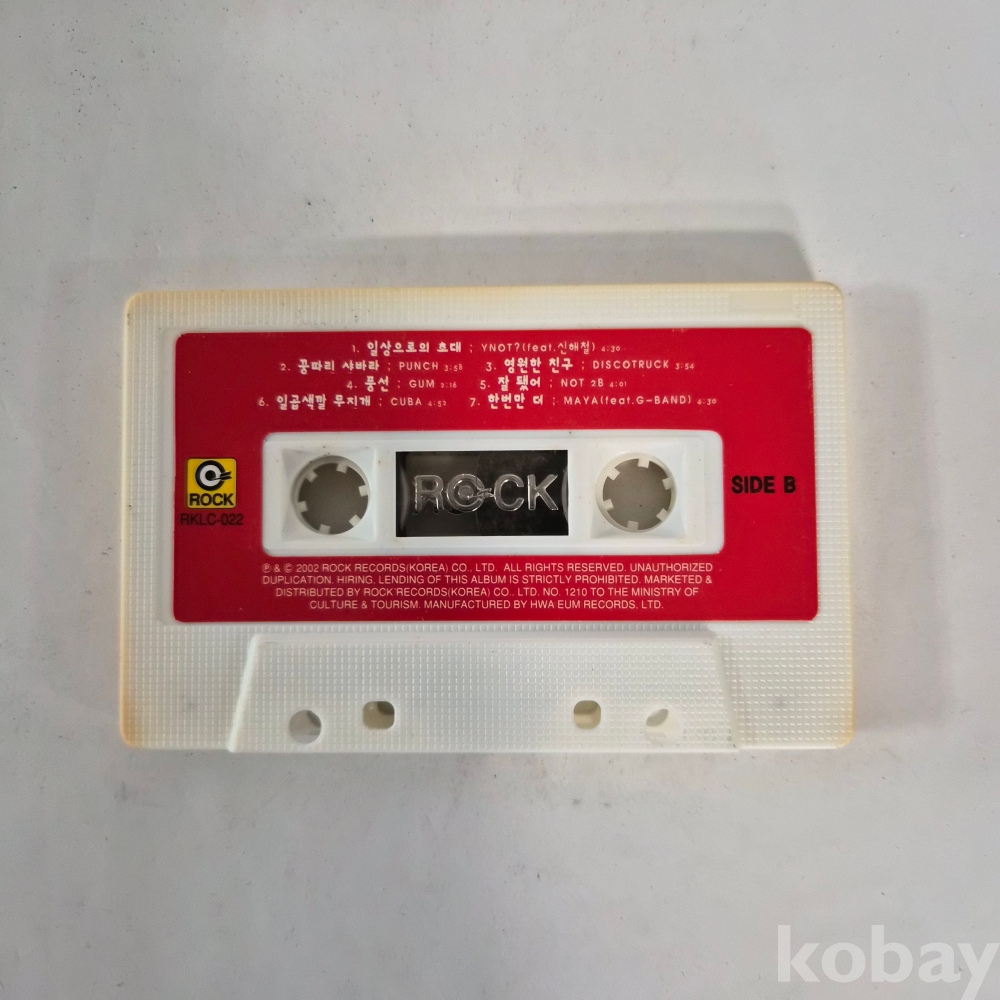 1. 일상으로의 초대 ; YNOT?(feat.신해철) 4:30
2. 꿍따리 샤바라 ; PUNCH 3:58 3. 영원한 친구 ; DISCOTRUCK 3:54
4. 풍선 ; GUM 3:16 5. 잘 됐어 ; NOT 2B 4:01
6. 일곱색깔 무지개 ; CUBA 4:52 7. 한번만 더 ; MAYA(feat.G-BAND) 4:30
ROCK
RKLC-022
ROCK
SIDE B
℗ & © 2002 ROCK RECORDS(KOREA) CO.. LTD. ALL RIGHTS RESERVED. UNAUTHORIZED
DUPLICATION. HIRING. LENDING OF THIS ALBUM IS STRICTLY PROHIBITED. MARKETED &
DISTRIBUTED BY ROCK RECORDS(KOREA) CO.. LTD. NO. 1210 TO THE MINISTRY OF
CULTURE & TOURISM. MANUFACTURED BY HWA EUM RECORDS. LTD.
kobay